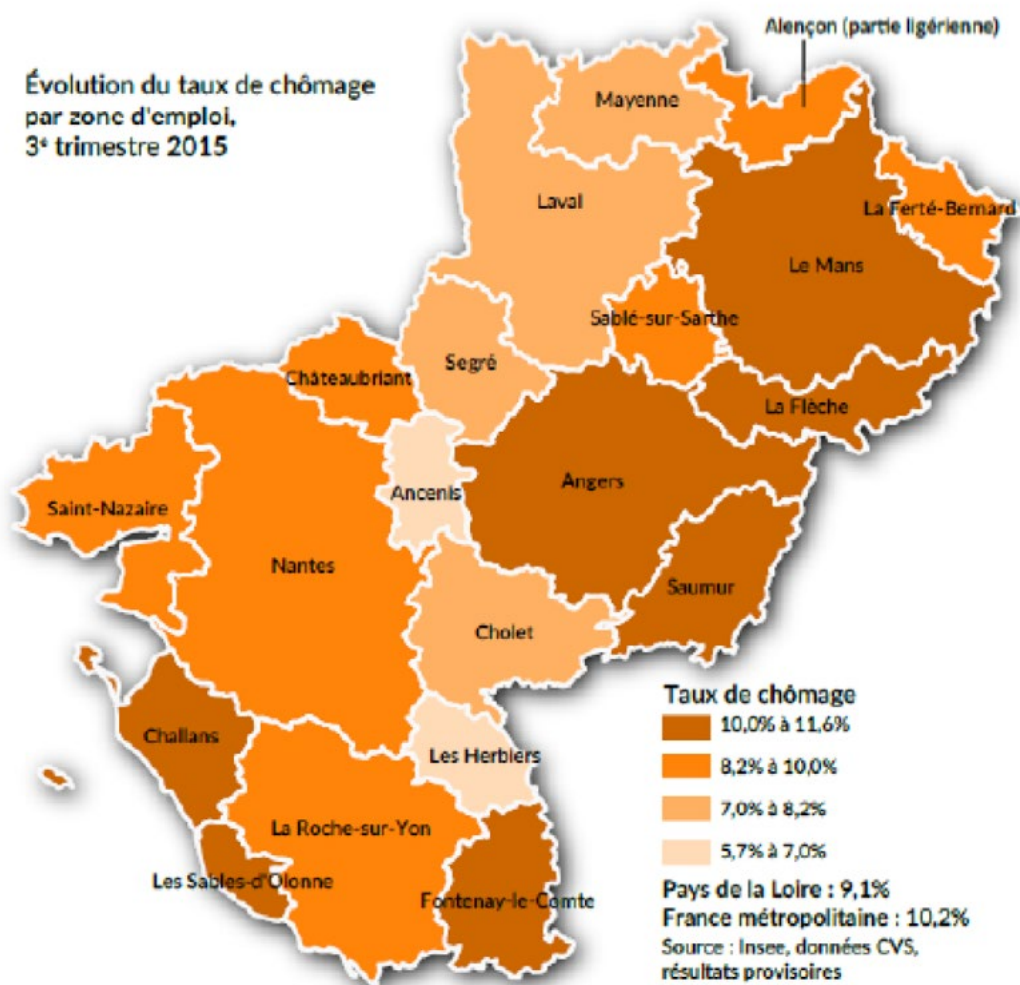 Évolution du taux de chômage
par zone d'emploi,
3e trimestre 2015
Alençon (partie ligérienne)
Mayenne
Laval
La Ferté-Bernard
Le Mans
Sablé-sur-Sarthe
Segré
Châteaubriant
La Flèche
Angers
Ancenis
Saint-Nazaire
Nantes
Saumur
Cholet
Challans
Les Herbiers
La Roche-sur-Yon
Les Sables-d'Olonne
Fontenay-le-Comte
Taux de chômage
10,0% à 11,6%
8,2% à 10,0%
7,0% à 8,2%
5,7% à 7,0%
Pays de la Loire : 9,1%
France métropolitaine : 10,2%
Source : Insee, données CVS,
résultats provisoires